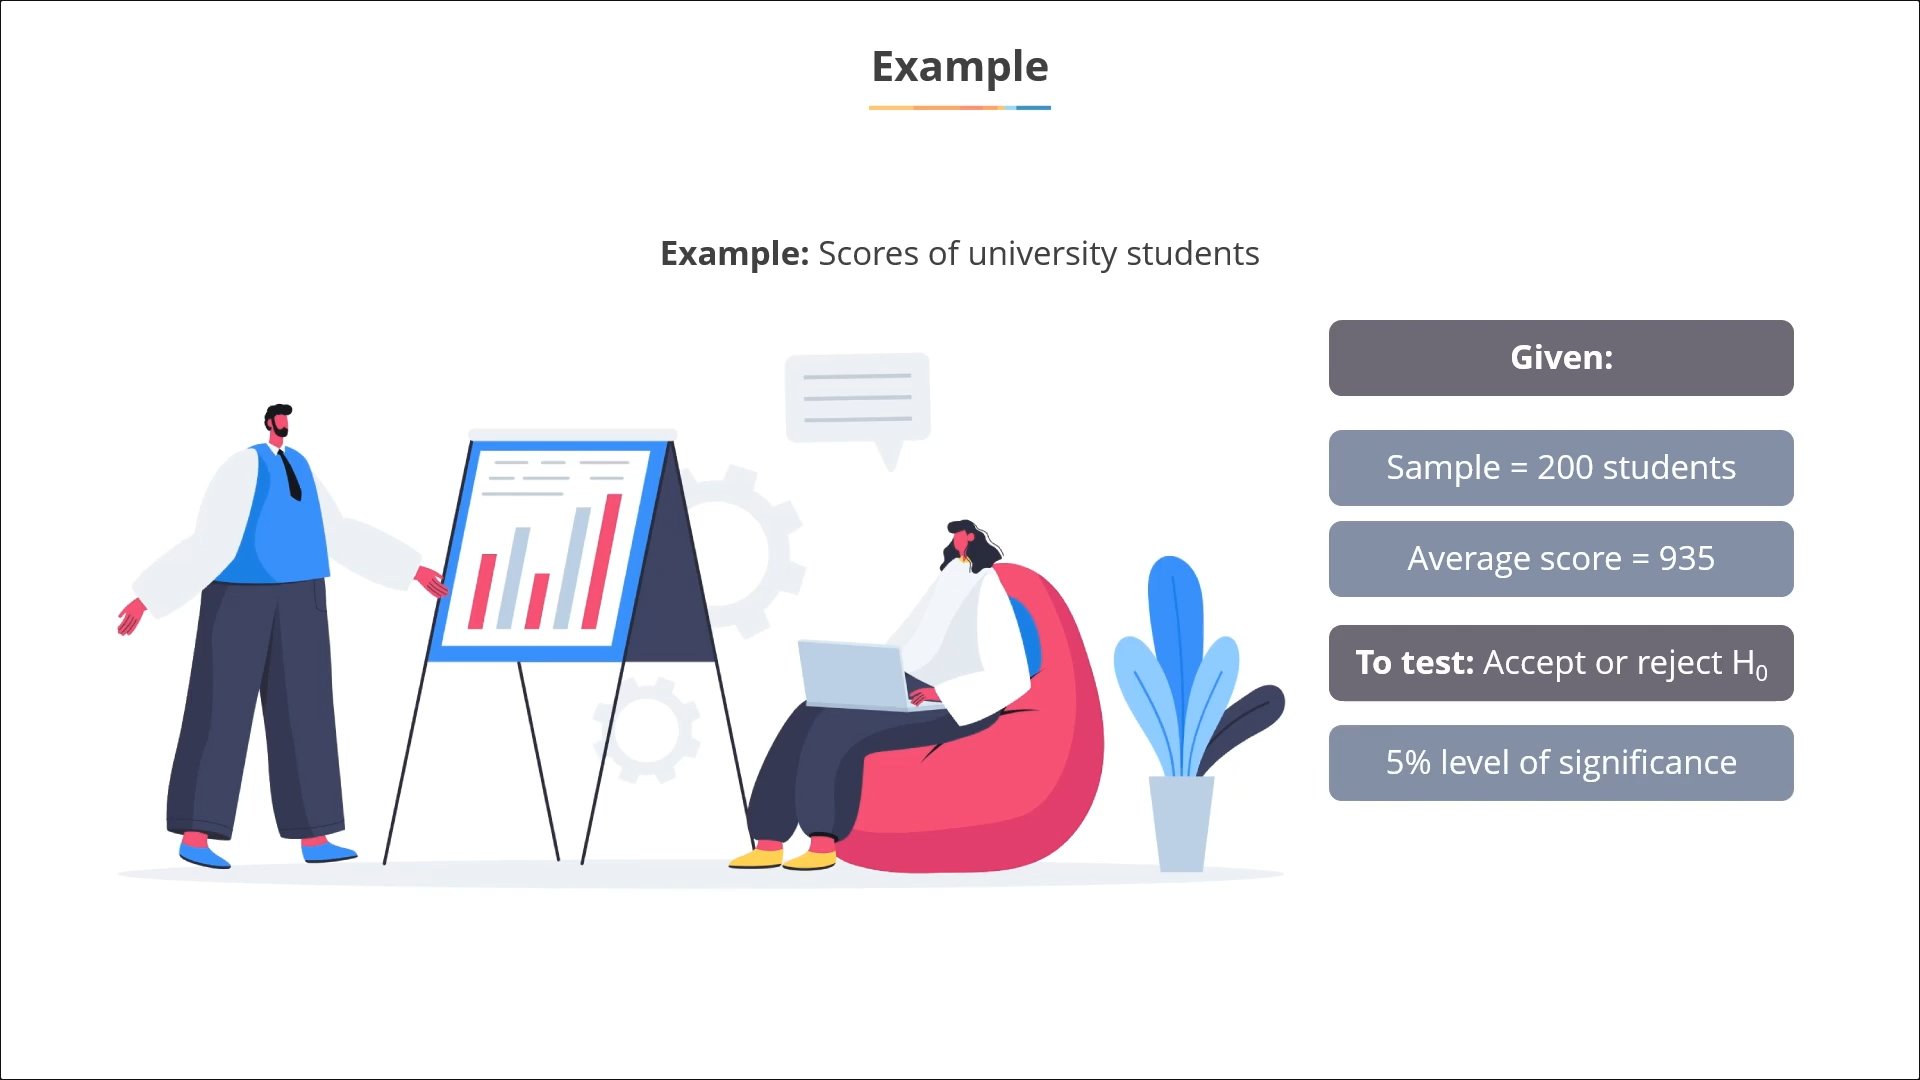 Example
Example: Scores of university students
Given:
Sample = 200 students
Average score = 935
To test: Accept or reject H₀
5% level of significance